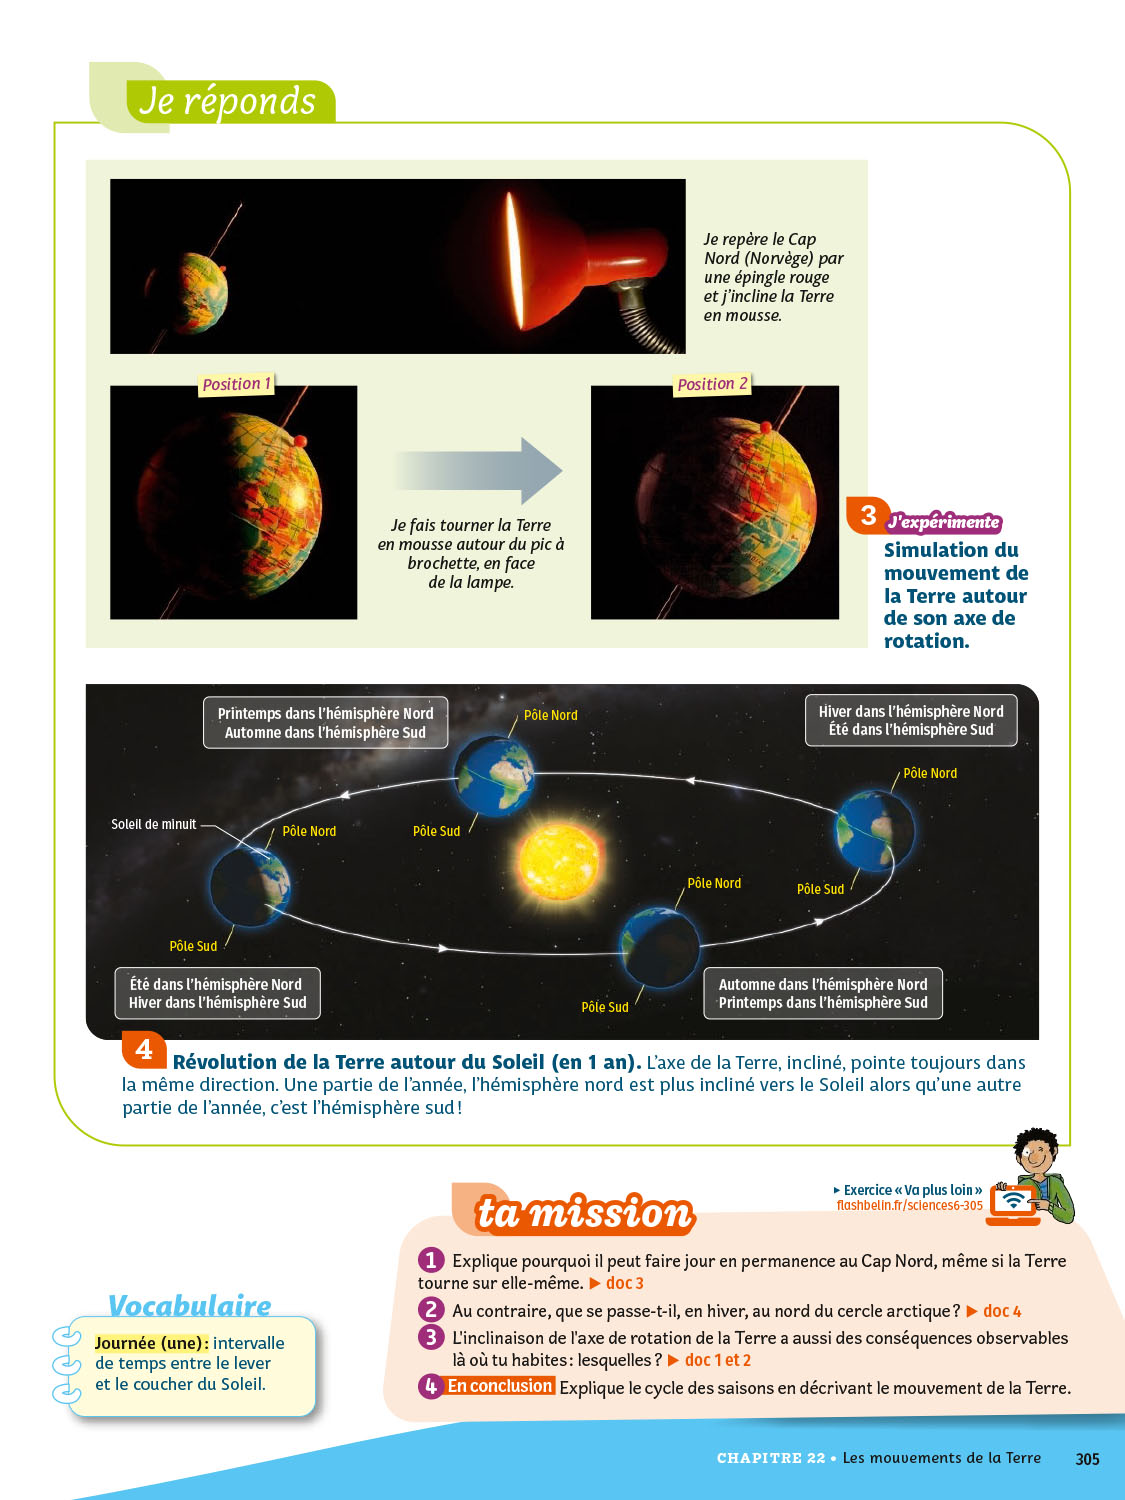 Je réponds
Je repère le Cap
Nord (Norvège) par
une épingle rouge
et j'incline la Terre
en mousse.
Position 1
Position 2
Je fais tourner la Terre
en mousse autour du pic à
brochette, en face
de la lampe.
3 J'expérimente
Simulation du
mouvement de
la Terre autour
de son axe de
rotation.
Printemps dans l'hémisphère Nord
Automne dans l'hémisphère Sud
Pôle Nord
Hiver dans l'hémisphère Nord
Été dans l'hémisphère Sud
Pôle Nord
Soleil de minuit
Pôle Nord
Pôle Sud
Pôle Nord
Pôle Sud
Pôle Sud
Été dans l'hémisphère Nord
Hiver dans l'hémisphère Sud
Pôle Sud
Automne dans l'hémisphère Nord
Printemps dans l'hémisphère Sud
4 Révolution de la Terre autour du Soleil (en 1 an). L'axe de la Terre, incliné, pointe toujours dans
la même direction. Une partie de l'année, l'hémisphère nord est plus incliné vers le Soleil alors qu'une autre
partie de l'année, c'est l'hémisphère sud !
▸ Exercice « Va plus loin »
flashbelin.fr/sciences6-305
ta mission
1 Explique pourquoi il peut faire jour en permanence au Cap Nord, même si la Terre
tourne sur elle-même. ▶ doc 3
2 Au contraire, que se passe-t-il, en hiver, au nord du cercle arctique ? ▶ doc 4
3 L'inclinaison de l'axe de rotation de la Terre a aussi des conséquences observables
là où tu habites : lesquelles ? ▶ doc 1 et 2
4 En conclusion Explique le cycle des saisons en décrivant le mouvement de la Terre.
Vocabulaire
Journée (une) : intervalle
de temps entre le lever
et le coucher du Soleil.
CHAPITRE 22 • Les mouvements de la Terre 305